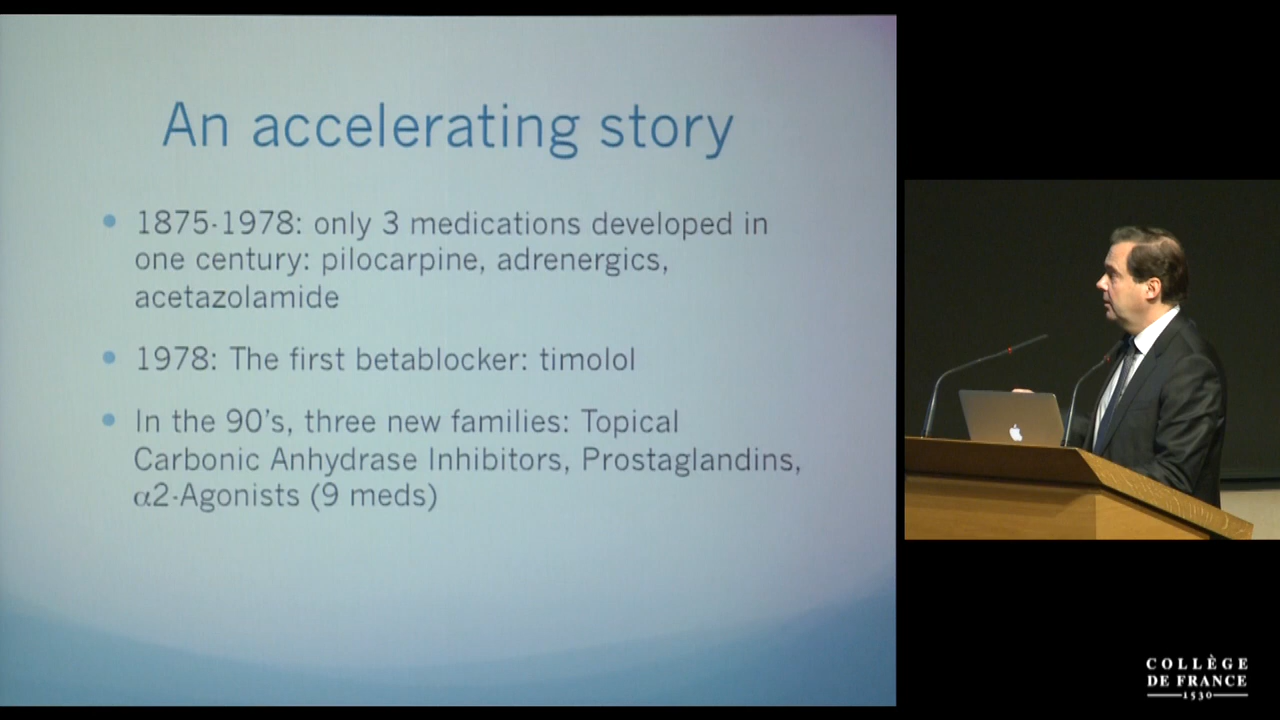 An accelerating story
• 1875-1978: only 3 medications developed in
one century: pilocarpine, adrenergics,
acetazolamide
• 1978: The first betablocker: timolol
• In the 90's, three new families: Topical
Carbonic Anhydrase Inhibitors, Prostaglandins,
α2-Agonists (9 meds)
COLLÈGE
DE FRANCE
1530